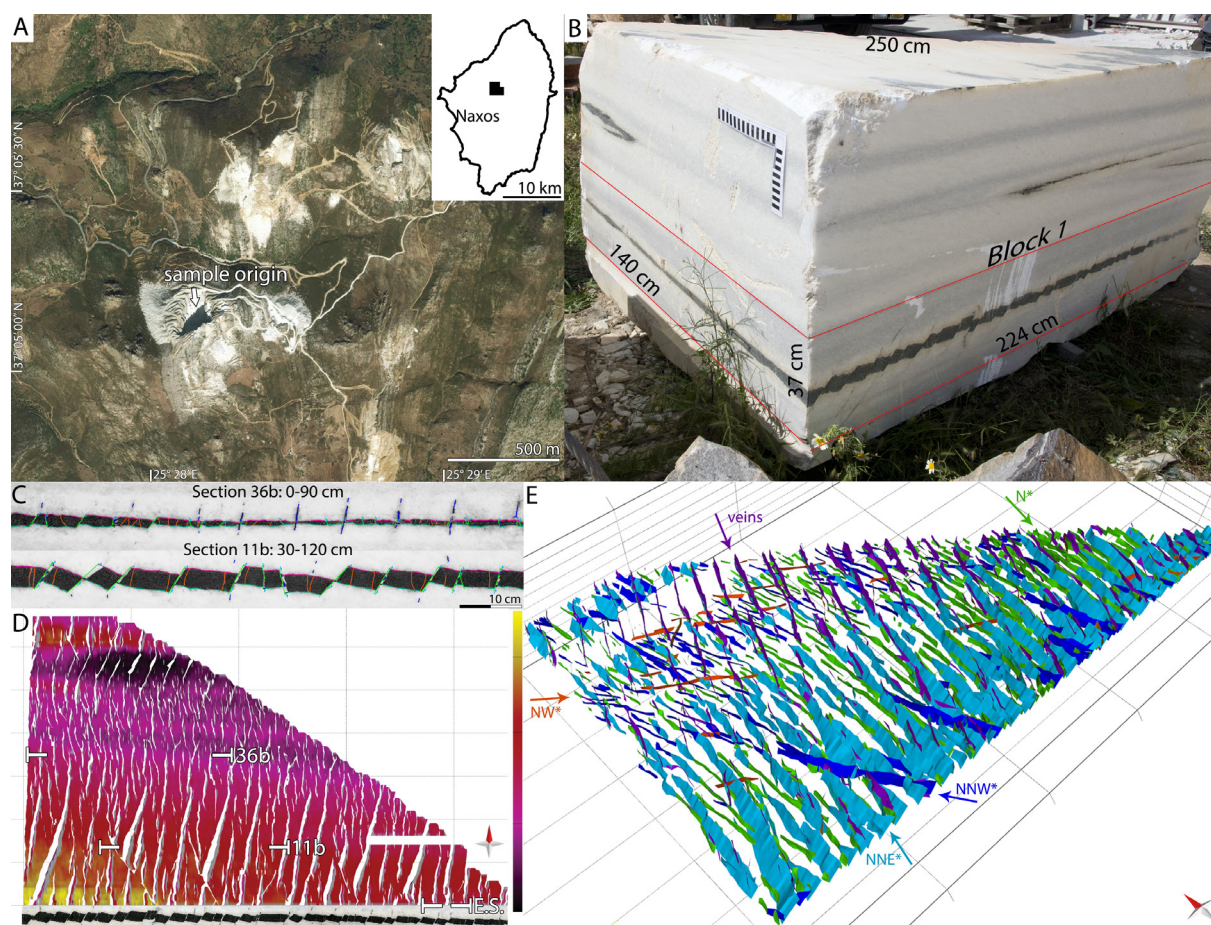 A
Naxos
10 km
37° 05' 30" N
sample origin
37° 05' 00" N
500 m
25° 28' E
25° 29' E
B
250 cm
Block 1
140 cm
37 cm
224 cm
C
Section 36b: 0-90 cm
Section 11b: 30-120 cm
10 cm
D
36b
11b
E.S.
E
veins
N*
NW*
NNW*
NNE*